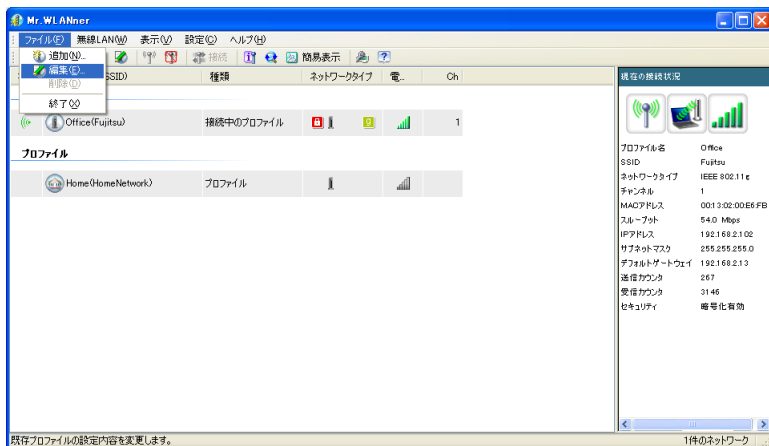 Mr.WLANner
ファイル(F) 無線LAN(W) 表示(V) 設定(C) ヘルプ(H)
追加(N)...
編集(E)...
削除(D)
終了(X)
接続 簡易表示
SSID) 種類 ネットワークタイプ 電... Ch
Office(Fujitsu) 接続中のプロファイル g 1
プロファイル
Home(HomeNetwork) プロファイル
現在の接続状況
プロファイル名 Office
SSID Fujitsu
ネットワークタイプ IEEE 802.11g
チャンネル 1
MACアドレス 00:13:02:00:E6:FB
スループット 54.0 Mbps
IPアドレス 192.168.2.102
サブネットマスク 255.255.255.0
デフォルトゲートウェイ 192.168.2.13
送信カウンタ 267
受信カウンタ 3146
セキュリティ 暗号化有効
既存プロファイルの設定内容を変更します。 1件のネットワーク